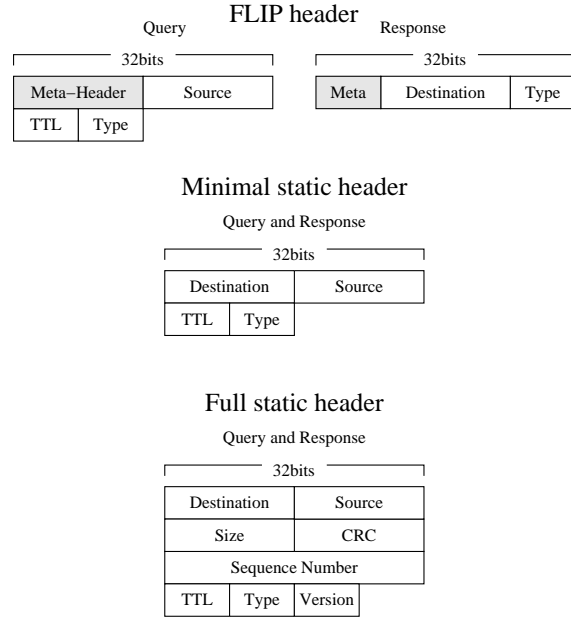 FLIP header
Query Response
32bits 32bits
Meta−Header Source Meta Destination Type
TTL Type
Minimal static header
Query and Response
32bits
Destination Source
TTL Type
Full static header
Query and Response
32bits
Destination Source
Size CRC
Sequence Number
TTL Type Version